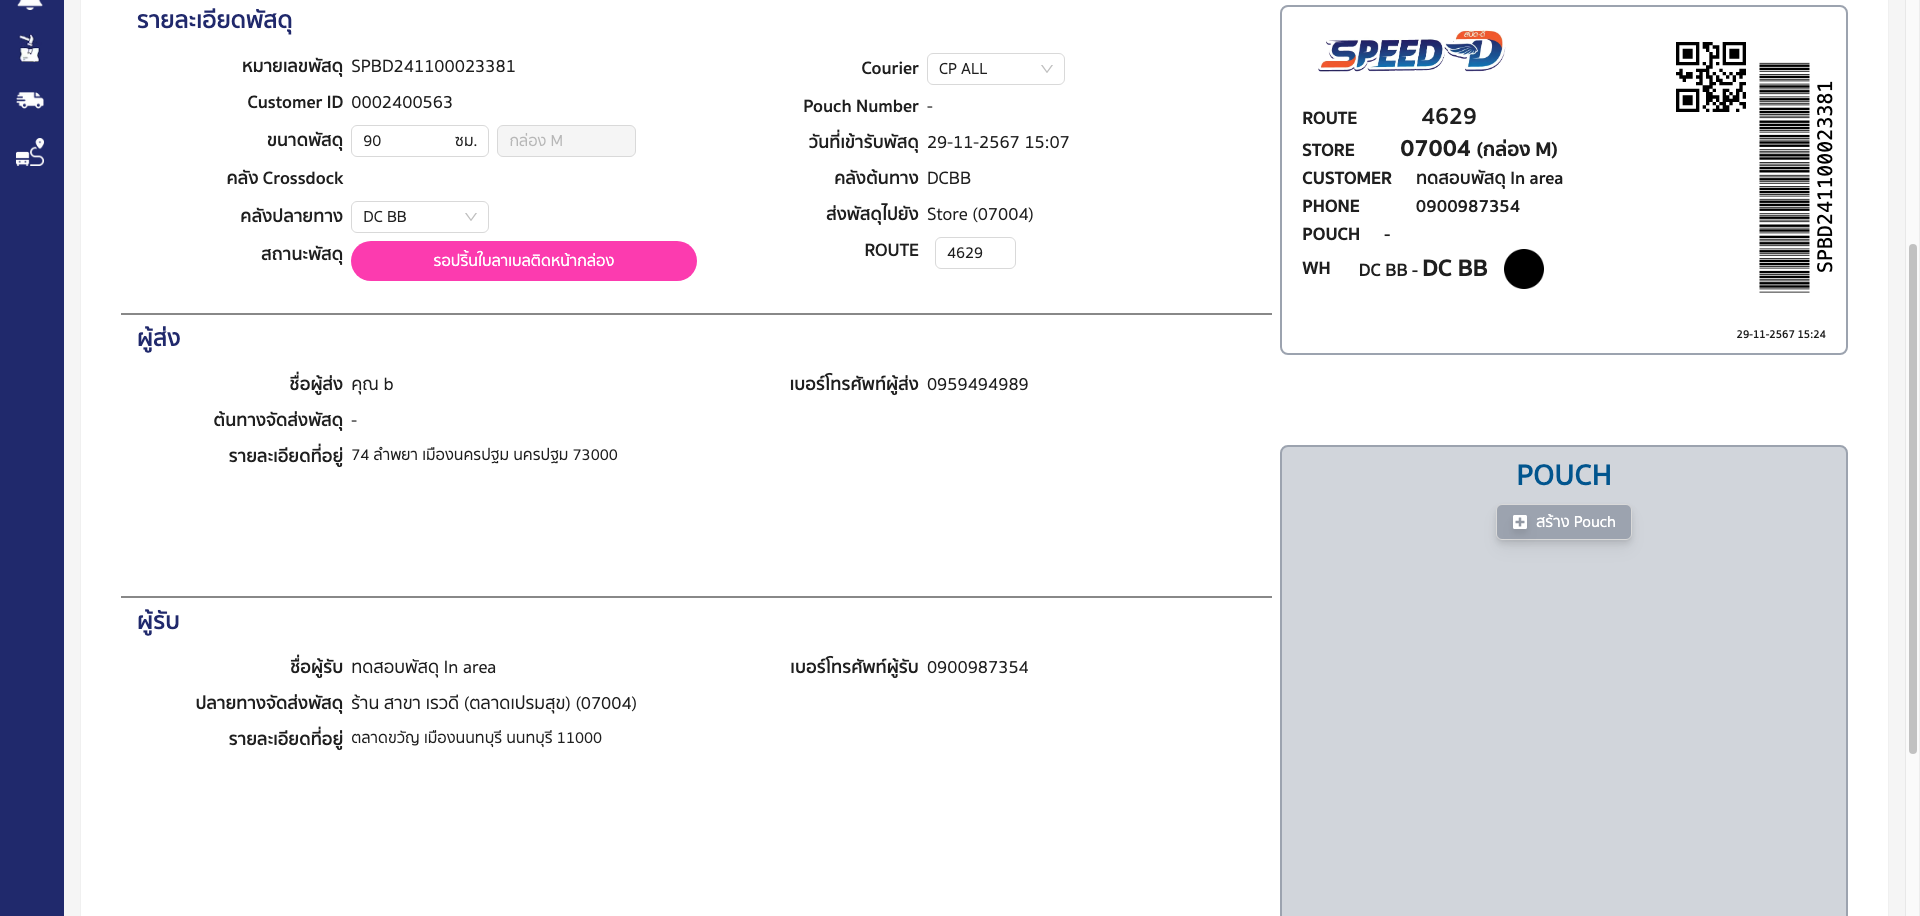 รายละเอียดพัสดุ
หมายเลขพัสดุ SPBD241100023381
Customer ID 0002400563
ขนาดพัสดุ 90 ซม. กล่อง M
คลัง Crossdock
คลังปลายทาง DC BB
สถานะพัสดุ รอปริ้นใบลาเบลติดหน้ากล่อง
Courier CP ALL
Pouch Number -
วันที่เข้ารับพัสดุ 29-11-2567 15:07
คลังต้นทาง DCBB
ส่งพัสดุไปยัง Store (07004)
ROUTE 4629
ผู้ส่ง
ชื่อผู้ส่ง คุณ b
เบอร์โทรศัพท์ผู้ส่ง 0959494989
ต้นทางจัดส่งพัสดุ -
รายละเอียดที่อยู่ 74 ลำพยา เมืองนครปฐม นครปฐม 73000
ผู้รับ
ชื่อผู้รับ ทดสอบพัสดุ In area
เบอร์โทรศัพท์ผู้รับ 0900987354
ปลายทางจัดส่งพัสดุ ร้าน สาขา เรวดี (ตลาดเปรมสุข) (07004)
รายละเอียดที่อยู่ ตลาดขวัญ เมืองนนทบุรี นนทบุรี 11000
SPEED-D
ROUTE 4629
STORE 07004 (กล่อง M)
CUSTOMER ทดสอบพัสดุ In area
PHONE 0900987354
POUCH -
WH DC BB - DC BB
SPBD241100023381
29-11-2567 15:24
POUCH
สร้าง Pouch